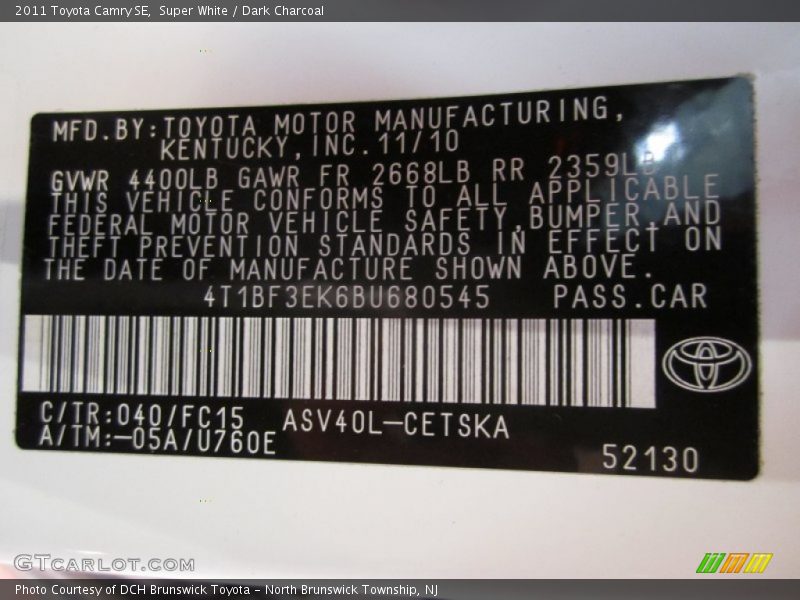 2011 Toyota Camry SE, Super White / Dark Charcoal
MFD.BY:TOYOTA MOTOR MANUFACTURING,
KENTUCKY,INC.11/10
GVWR 4400LB GAWR FR 2668LB RR 2359LB
THIS VEHICLE CONFORMS TO ALL APPLICABLE
FEDERAL MOTOR VEHICLE SAFETY,BUMPER,AND
THEFT PREVENTION STANDARDS IN EFFECT ON
THE DATE OF MANUFACTURE SHOWN ABOVE.
4T1BF3EK6BU680545 PASS.CAR
C/TR:040/FC15 ASV40L-CETSKA
A/TM:-05A/U760E
52130
GTCARLOT.COM
Photo Courtesy of DCH Brunswick Toyota - North Brunswick Township, NJ